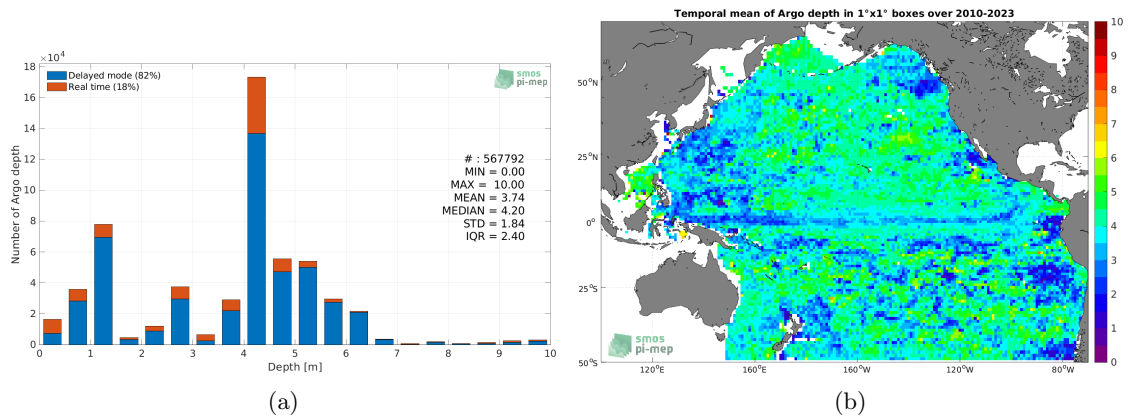 ×10⁴
18
16
14
12
10
8
6
4
2
0
Number of Argo depth
Delayed mode (82%)
Real time (18%)
smos
pi-mep
# : 567792
MIN = 0.00
MAX = 10.00
MEAN = 3.74
MEDIAN = 4.20
STD = 1.84
IQR = 2.40
0 1 2 3 4 5 6 7 8 9 10
Depth [m]
(a)
Temporal mean of Argo depth in 1°x1° boxes over 2010-2023
50°N
25°N
0°
25°S
50°S
120°E 160°E 160°W 120°W 80°W
smos
pi-mep
10
9
8
7
6
5
4
3
2
1
0
(b)